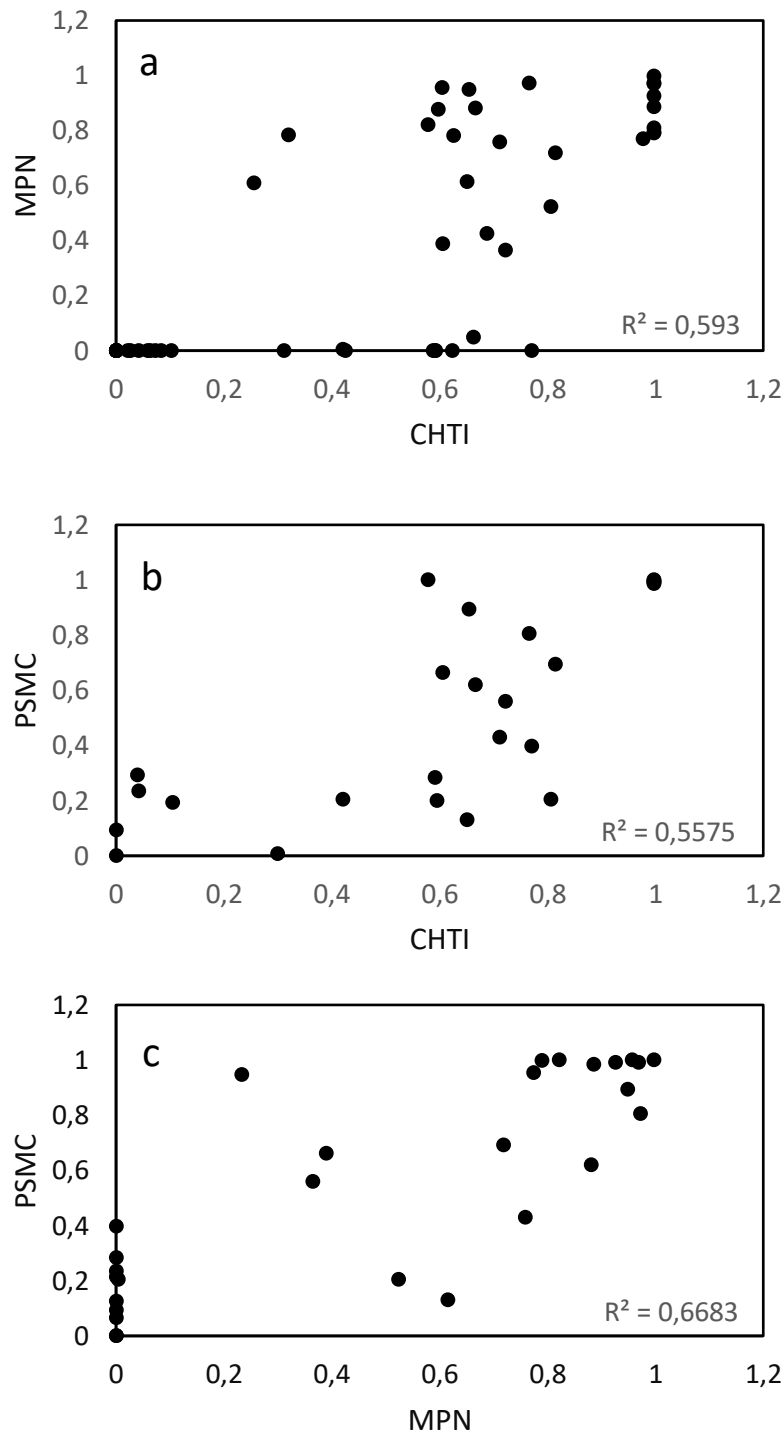 1,2
a
1
0,8
MPN
0,6
0,4
0,2
R² = 0,593
0
0 0,2 0,4 0,6 0,8 1 1,2
CHTI
1,2
b
1
0,8
PSMC
0,6
0,4
0,2
R² = 0,5575
0
0 0,2 0,4 0,6 0,8 1 1,2
CHTI
1,2
c
1
0,8
PSMC
0,6
0,4
0,2
R² = 0,6683
0
0 0,2 0,4 0,6 0,8 1 1,2
MPN